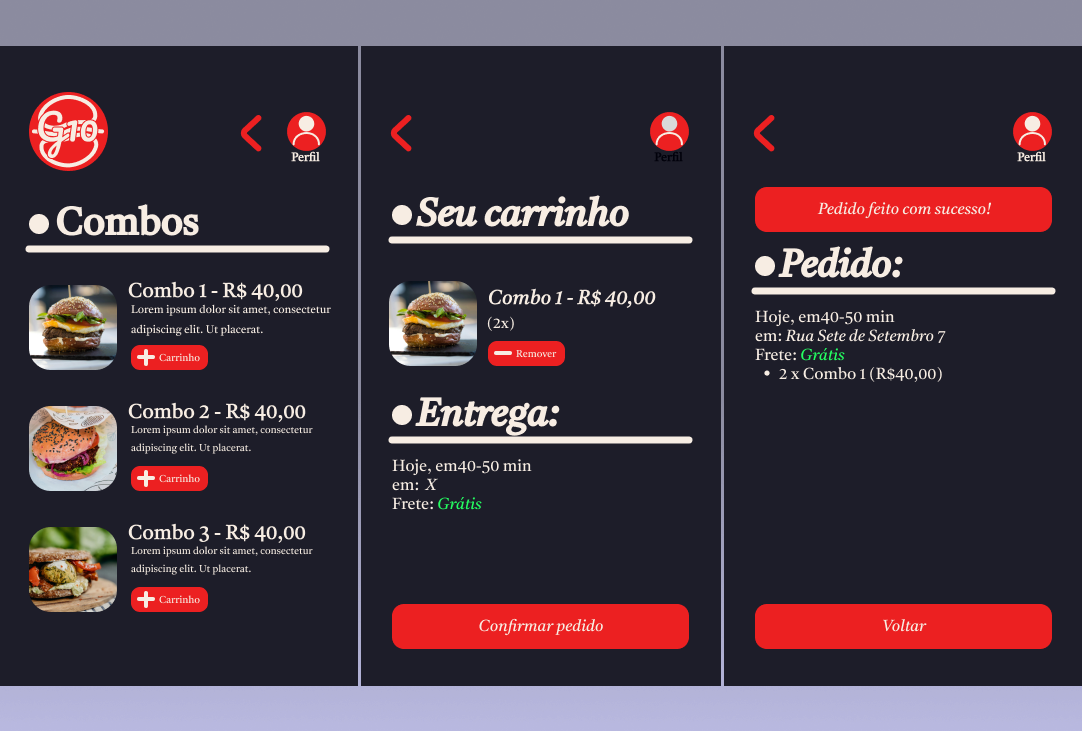 Gro
Perfil
Combos
Combo 1 - R$ 40,00
Lorem ipsum dolor sit amet, consectetur
adipiscing elit. Ut placerat.
Carrinho
Combo 2 - R$ 40,00
Lorem ipsum dolor sit amet, consectetur
adipiscing elit. Ut placerat.
Carrinho
Combo 3 - R$ 40,00
Lorem ipsum dolor sit amet, consectetur
adipiscing elit. Ut placerat.
Carrinho
Perfil
Seu carrinho
Combo 1 - R$ 40,00
(2x)
Remover
Entrega:
Hoje, em40-50 min
em: X
Frete: Grátis
Confirmar pedido
Perfil
Pedido feito com sucesso!
Pedido:
Hoje, em40-50 min
em: Rua Sete de Setembro 7
Frete: Grátis
• 2 x Combo 1 (R$40,00)
Voltar